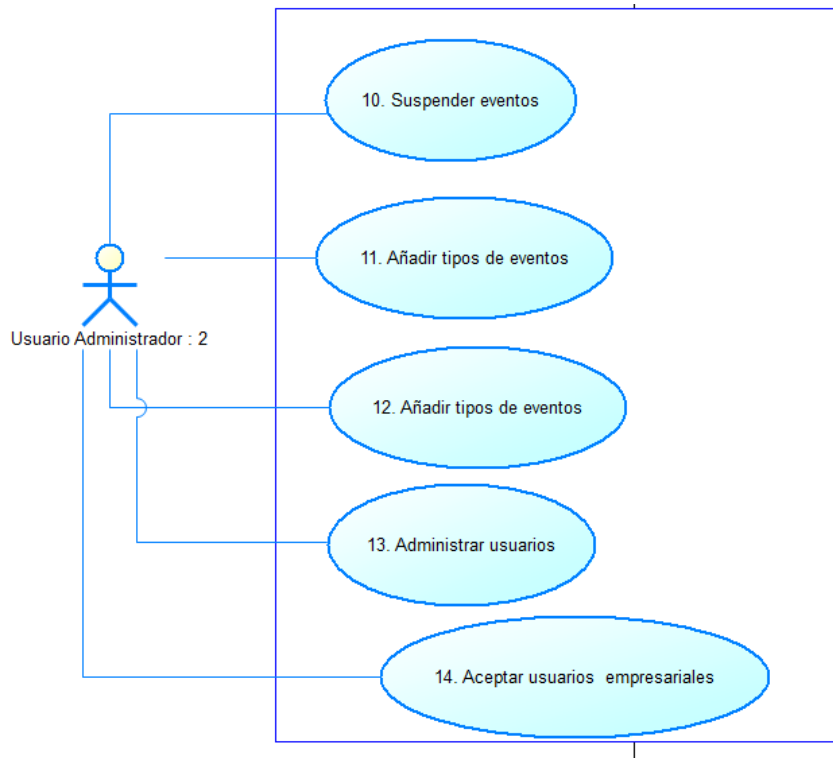 10. Suspender eventos
11. Añadir tipos de eventos
Usuario Administrador : 2
12. Añadir tipos de eventos
13. Administrar usuarios
14. Aceptar usuarios  empresariales